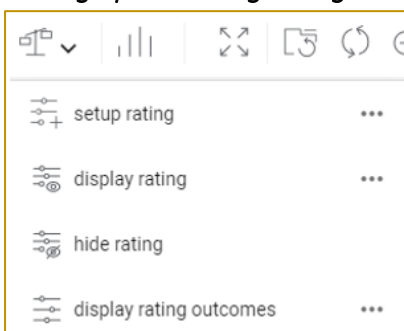 setup rating
display rating
hide rating
display rating outcomes